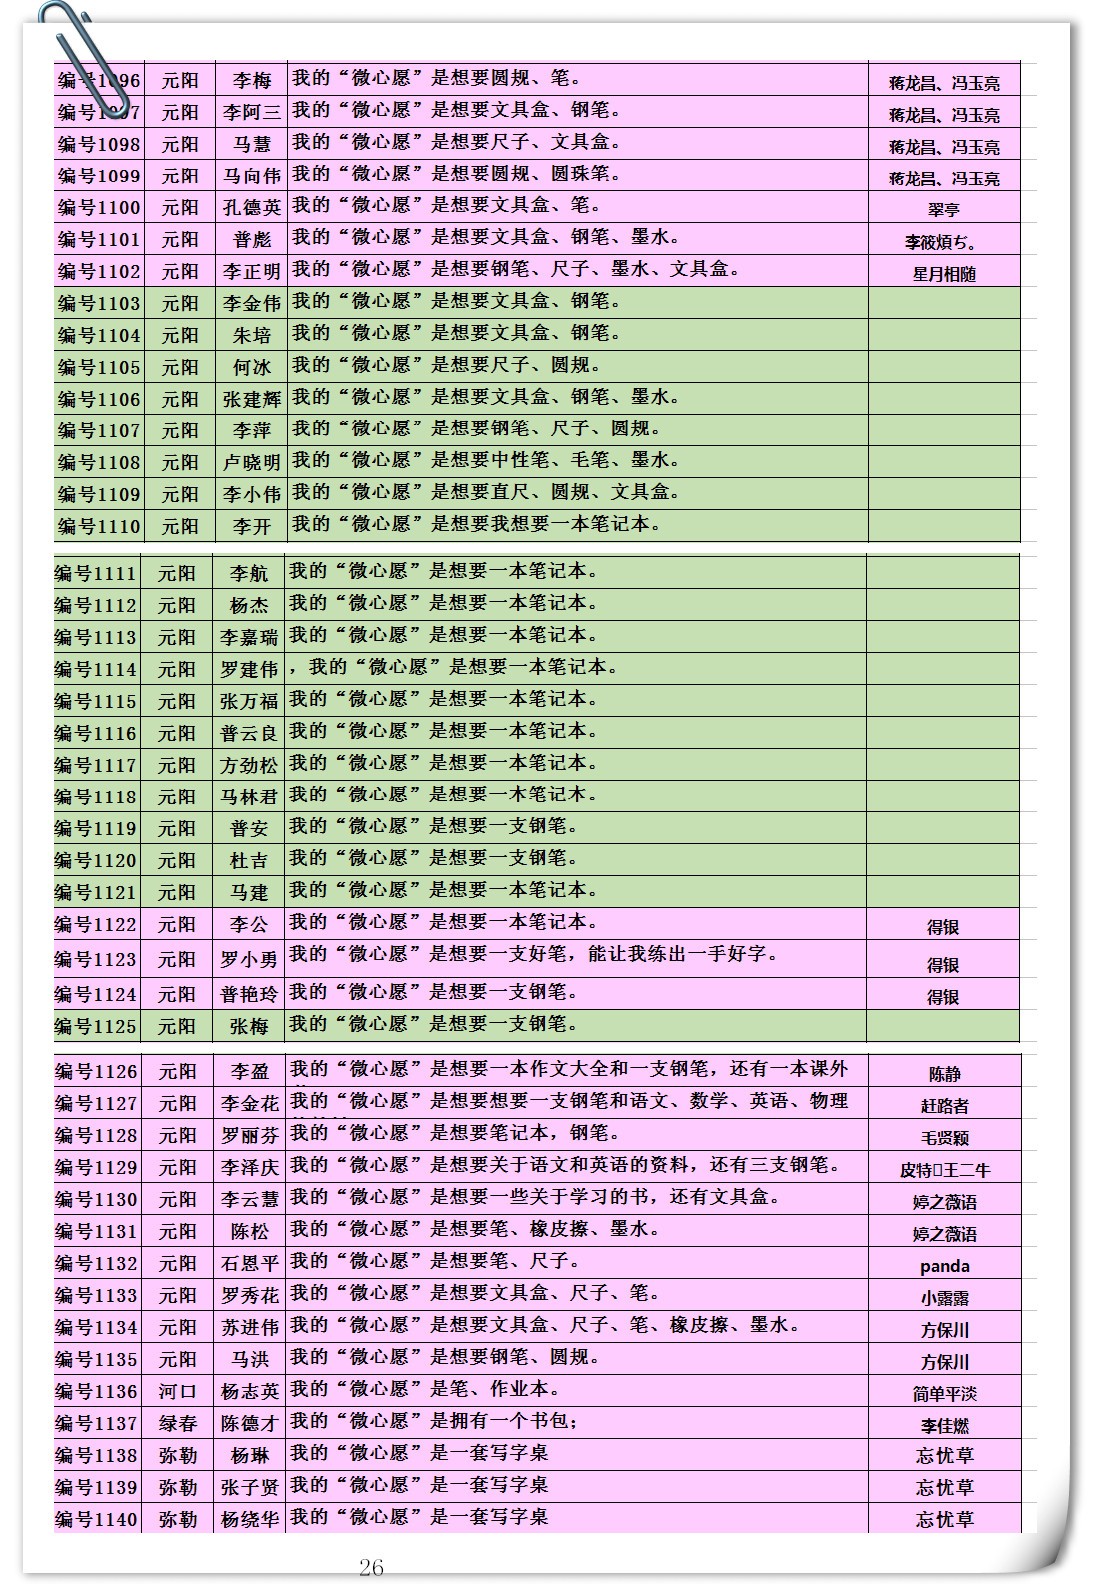 编号1096 元阳 李梅 我的“微心愿”是想要圆规、笔。 蒋龙昌、冯玉亮
编号1097 元阳 李阿三 我的“微心愿”是想要文具盒、钢笔。 蒋龙昌、冯玉亮
编号1098 元阳 马慧 我的“微心愿”是想要尺子、文具盒。 蒋龙昌、冯玉亮
编号1099 元阳 马向伟 我的“微心愿”是想要圆规、圆珠笔。 蒋龙昌、冯玉亮
编号1100 元阳 孔德英 我的“微心愿”是想要文具盒、笔。 翠亭
编号1101 元阳 普彪 我的“微心愿”是想要文具盒、钢笔、墨水。 李筱煩ぢ。
编号1102 元阳 李正明 我的“微心愿”是想要钢笔、尺子、墨水、文具盒。 星月相随
编号1103 元阳 李金伟 我的“微心愿”是想要文具盒、钢笔。
编号1104 元阳 朱培 我的“微心愿”是想要文具盒、钢笔。
编号1105 元阳 何冰 我的“微心愿”是想要尺子、圆规。
编号1106 元阳 张建辉 我的“微心愿”是想要文具盒、钢笔、墨水。
编号1107 元阳 李萍 我的“微心愿”是想要钢笔、尺子、圆规。
编号1108 元阳 卢晓明 我的“微心愿”是想要中性笔、毛笔、墨水。
编号1109 元阳 李小伟 我的“微心愿”是想要直尺、圆规、文具盒。
编号1110 元阳 李开 我的“微心愿”是想要我想要一本笔记本。
编号1111 元阳 李航 我的“微心愿”是想要一本笔记本。
编号1112 元阳 杨杰 我的“微心愿”是想要一本笔记本。
编号1113 元阳 李嘉瑞 我的“微心愿”是想要一本笔记本。
编号1114 元阳 罗建伟 ，我的“微心愿”是想要一本笔记本。
编号1115 元阳 张万福 我的“微心愿”是想要一本笔记本。
编号1116 元阳 普云良 我的“微心愿”是想要一本笔记本。
编号1117 元阳 方劲松 我的“微心愿”是想要一本笔记本。
编号1118 元阳 马林君 我的“微心愿”是想要一本笔记本。
编号1119 元阳 普安 我的“微心愿”是想要一支钢笔。
编号1120 元阳 杜吉 我的“微心愿”是想要一支钢笔。
编号1121 元阳 马建 我的“微心愿”是想要一本笔记本。
编号1122 元阳 李公 我的“微心愿”是想要一本笔记本。 得银
编号1123 元阳 罗小勇 我的“微心愿”是想要一支好笔，能让我练出一手好字。 得银
编号1124 元阳 普艳玲 我的“微心愿”是想要一支钢笔。 得银
编号1125 元阳 张梅 我的“微心愿”是想要一支钢笔。
编号1126 元阳 李盈 我的“微心愿”是想要一本作文大全和一支钢笔，还有一本课外 陈静
编号1127 元阳 李金花 我的“微心愿”是想要想要一支钢笔和语文、数学、英语、物理 赶路者
编号1128 元阳 罗丽芬 我的“微心愿”是想要笔记本，钢笔。 毛贤颖
编号1129 元阳 李泽庆 我的“微心愿”是想要关于语文和英语的资料，还有三支钢笔。 皮特▯王二牛
编号1130 元阳 李云慧 我的“微心愿”是想要一些关于学习的书，还有文具盒。 婷之薇语
编号1131 元阳 陈松 我的“微心愿”是想要笔、橡皮擦、墨水。 婷之薇语
编号1132 元阳 石恩平 我的“微心愿”是想要笔、尺子。 panda
编号1133 元阳 罗秀花 我的“微心愿”是想要文具盒、尺子、笔。 小露露
编号1134 元阳 苏进伟 我的“微心愿”是想要文具盒、尺子、笔、橡皮擦、墨水。 方保川
编号1135 元阳 马洪 我的“微心愿”是想要钢笔、圆规。 方保川
编号1136 河口 杨志英 我的“微心愿”是笔、作业本。 简单平淡
编号1137 绿春 陈德才 我的“微心愿”是拥有一个书包； 李佳燃
编号1138 弥勒 杨琳 我的“微心愿”是一套写字桌 忘忧草
编号1139 弥勒 张子贤 我的“微心愿”是一套写字桌 忘忧草
编号1140 弥勒 杨绕华 我的“微心愿”是一套写字桌 忘忧草
26